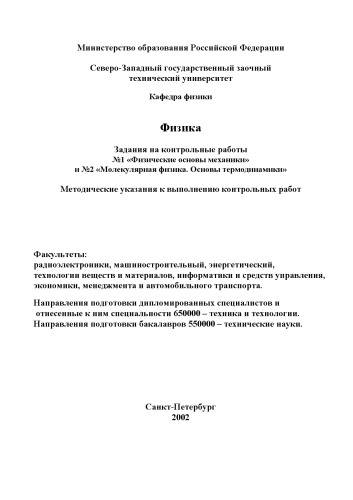 Министерство образования Российской Федерации
Северо-Западный государственный заочный
технический университет
Кафедра физики
Физика
Задания на контрольные работы
№1 «Физические основы механики»
и №2 «Молекулярная физика. Основы термодинамики»
Методические указания к выполнению контрольных работ
Факультеты:
радиоэлектроники, машиностроительный, энергетический,
технологии веществ и материалов, информатики и средств управления,
экономики, менеджмента и автомобильного транспорта.
Направления подготовки дипломированных специалистов и
отнесенные к ним специальности 650000 – техника и технологии.
Направления подготовки бакалавров 550000 – технические науки.
Санкт-Петербург
2002